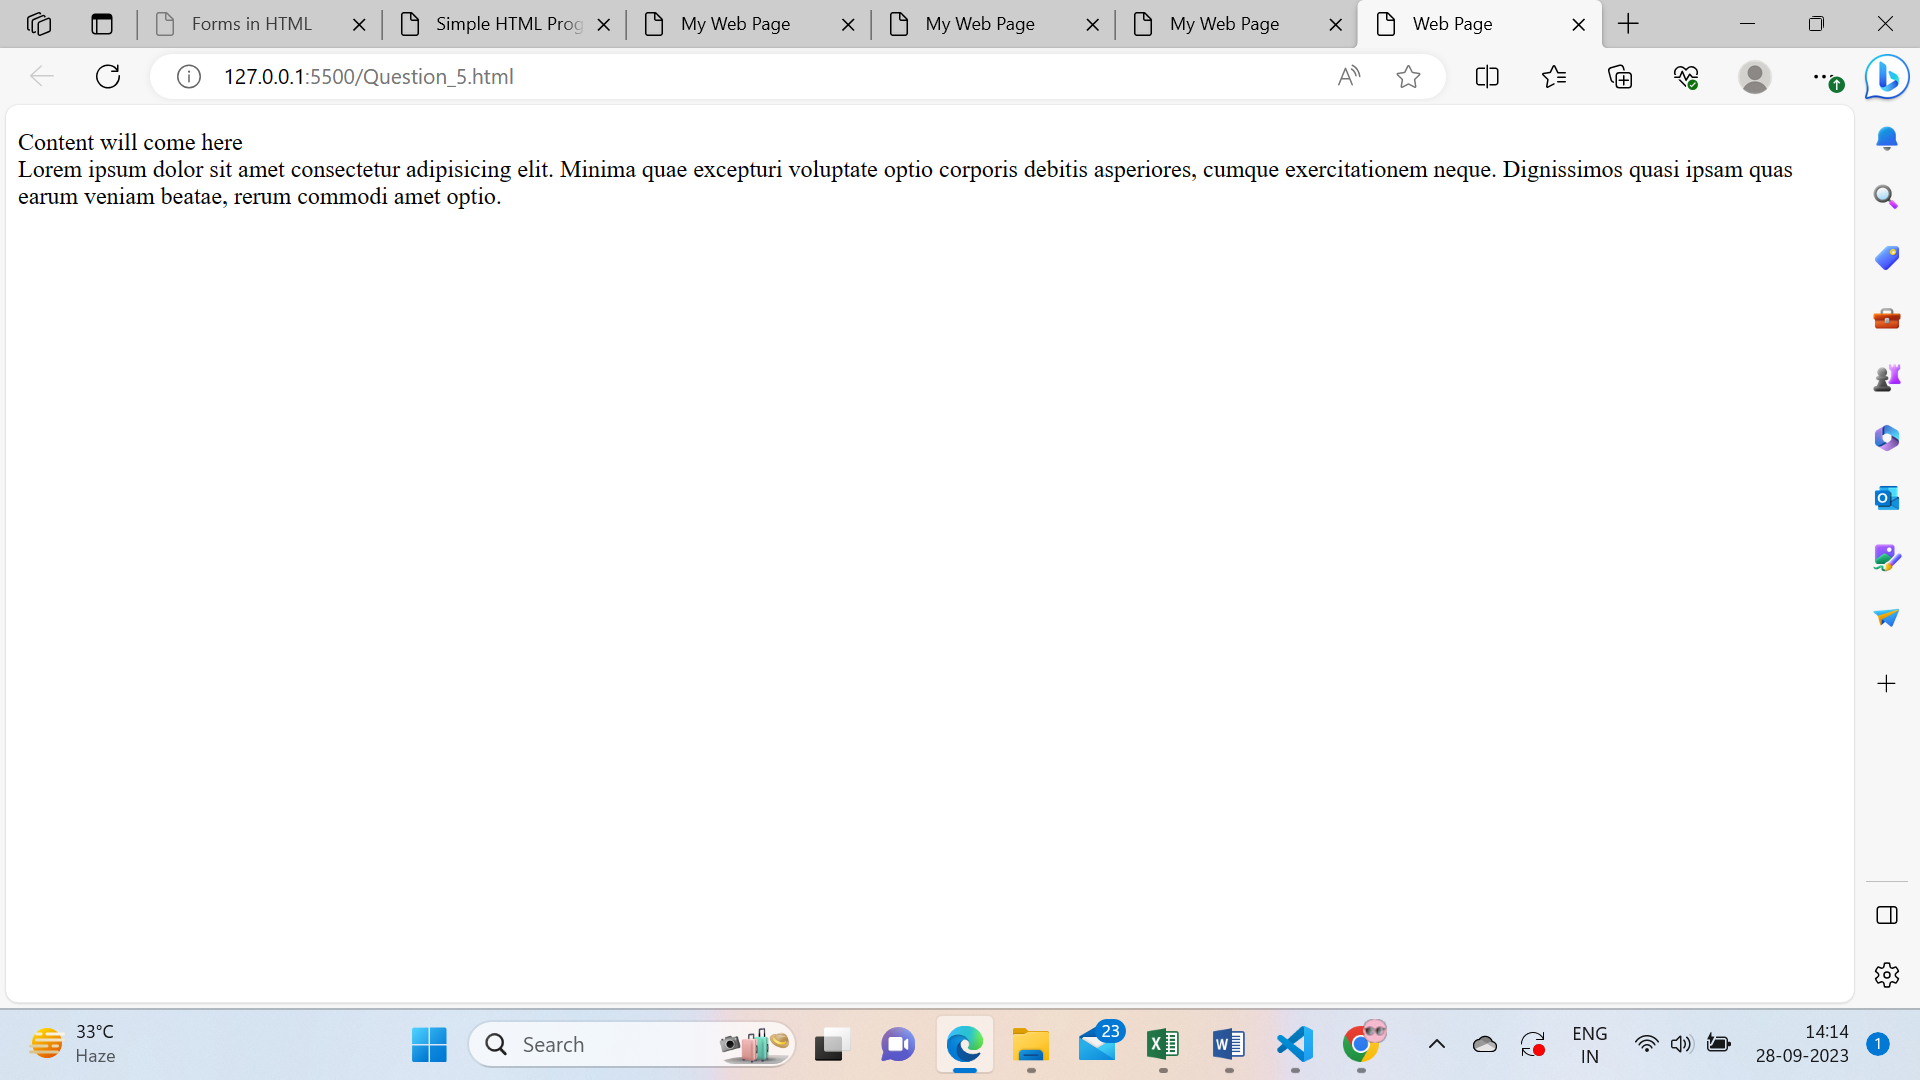 Forms in HTML
Simple HTML Prog
My Web Page
My Web Page
My Web Page
Web Page
127.0.0.1:5500/Question_5.html
Content will come here
Lorem ipsum dolor sit amet consectetur adipisicing elit. Minima quae excepturi voluptate optio corporis debitis asperiores, cumque exercitationem neque. Dignissimos quasi ipsam quas
earum veniam beatae, rerum commodi amet optio.
33°C
Haze
Search
23
ENG
IN
14:14
28-09-2023
1